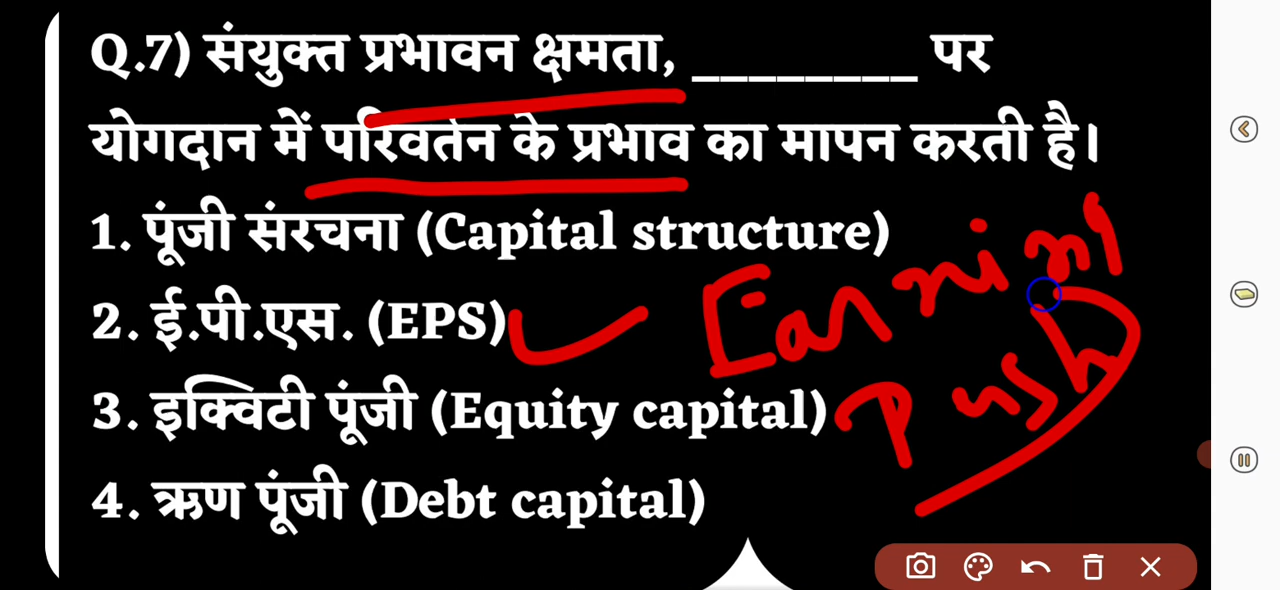 Q.7) संयुक्त प्रभावन क्षमता, ________ पर
योगदान में परिवर्तन के प्रभाव का मापन करती है।
1. पूंजी संरचना (Capital structure)
2. ई.पी.एस. (EPS)
Earning
3. इक्विटी पूंजी (Equity capital)
4. ऋण पूंजी (Debt capital)